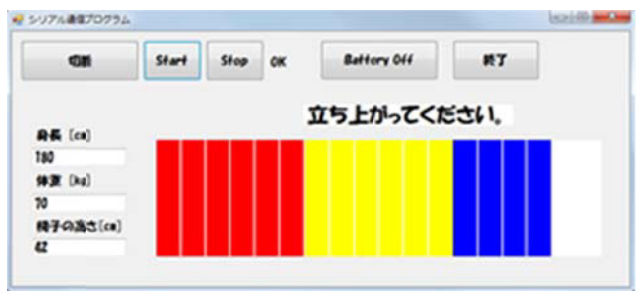 シリアル通信プログラム
切断 Start Stop OK Battery Off 終了
立ち上がってください。
身長 [cm]
180
体重 [kg]
70
椅子の高さ[cm]
42